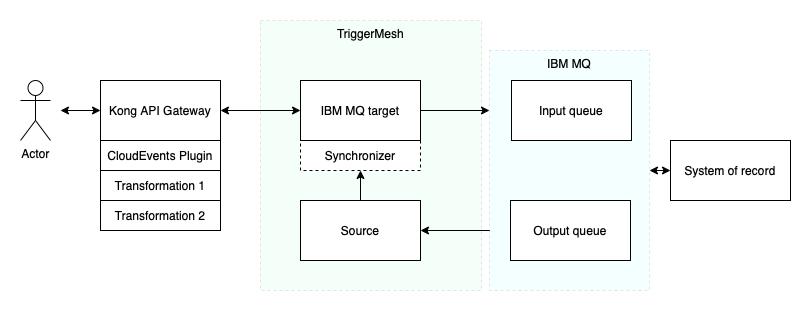 TriggerMesh
IBM MQ
Kong API Gateway
IBM MQ target
Input queue
Actor
CloudEvents Plugin
Synchronizer
System of record
Transformation 1
Transformation 2
Source
Output queue